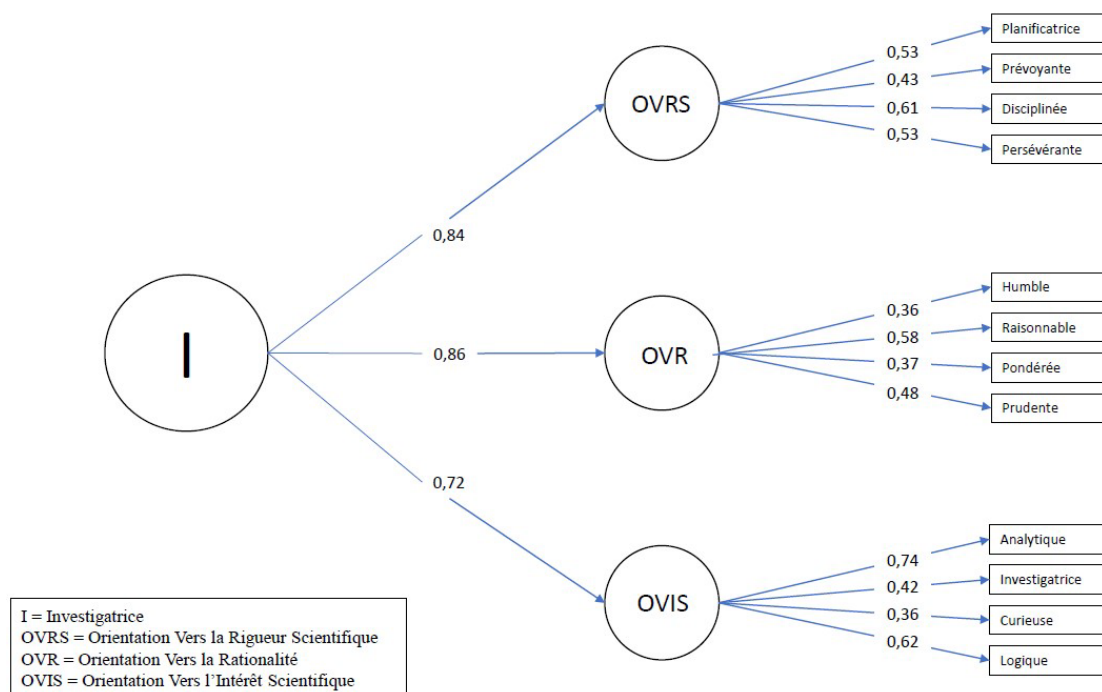 Planificatrice
0,53
Prévoyante
0,43
OVRS
0,61
Disciplinée
0,53
Persévérante
0,84
Humble
0,36
Raisonnable
0,58
I
0,86
OVR
0,37
Pondérée
0,48
Prudente
0,72
Analytique
0,74
Investigatrice
0,42
OVIS
0,36
Curieuse
0,62
Logique
I = Investigatrice
OVRS = Orientation Vers la Rigueur Scientifique
OVR = Orientation Vers la Rationalité
OVIS = Orientation Vers l'Intérêt Scientifique